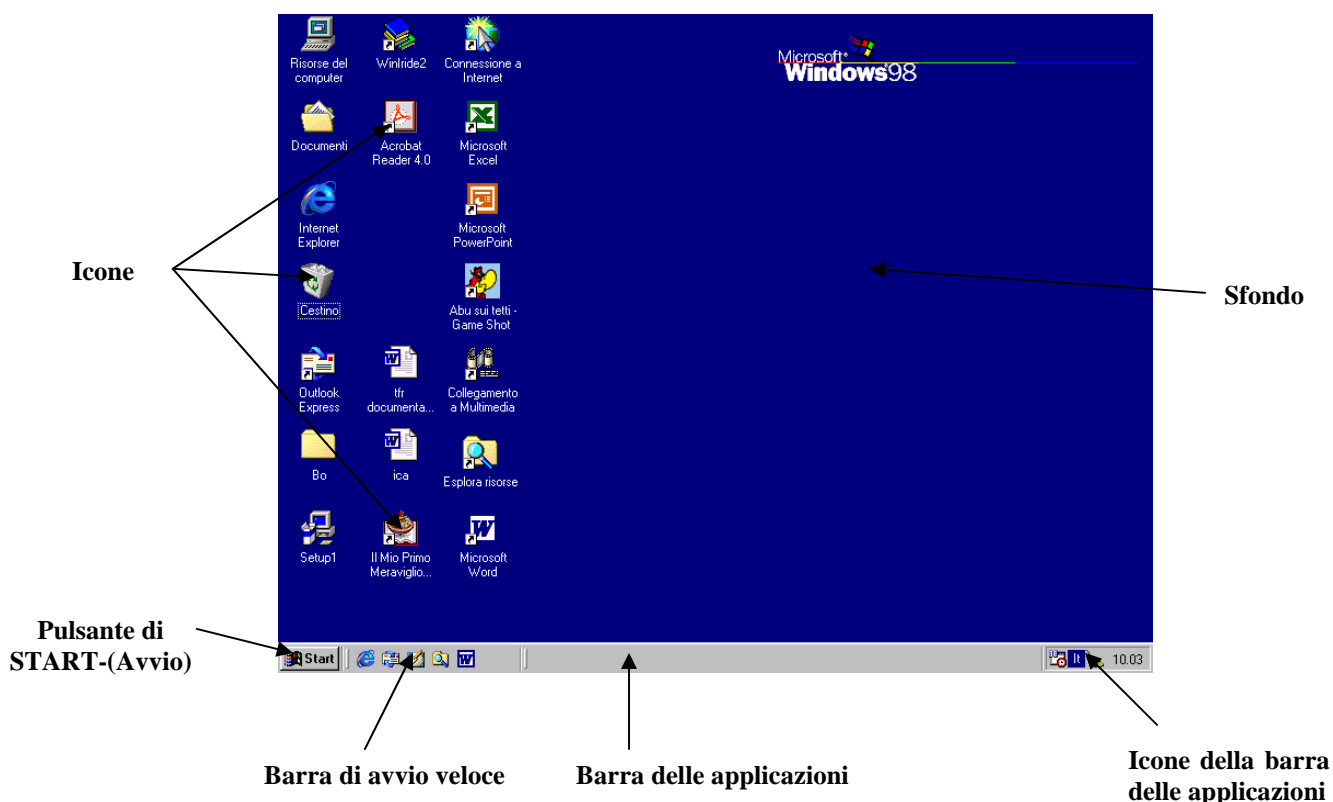 Microsoft
Windows'98
Risorse del
computer
WinIride2
Connessione a
Internet
Documenti
Acrobat
Reader 4.0
Microsoft
Excel
Internet
Explorer
Microsoft
PowerPoint
Icone
Cestino
Abu sui tetti -
Game Shot
Sfondo
Outlook
Express
tfr
documenta...
Collegamento
a Multimedia
Bo
ica
Esplora risorse
Setup1
Il Mio Primo
Meraviglio...
Microsoft
Word
Pulsante di
START-(Avvio)
Start
It
10.03
Barra di avvio veloce
Barra delle applicazioni
Icone della barra
delle applicazioni